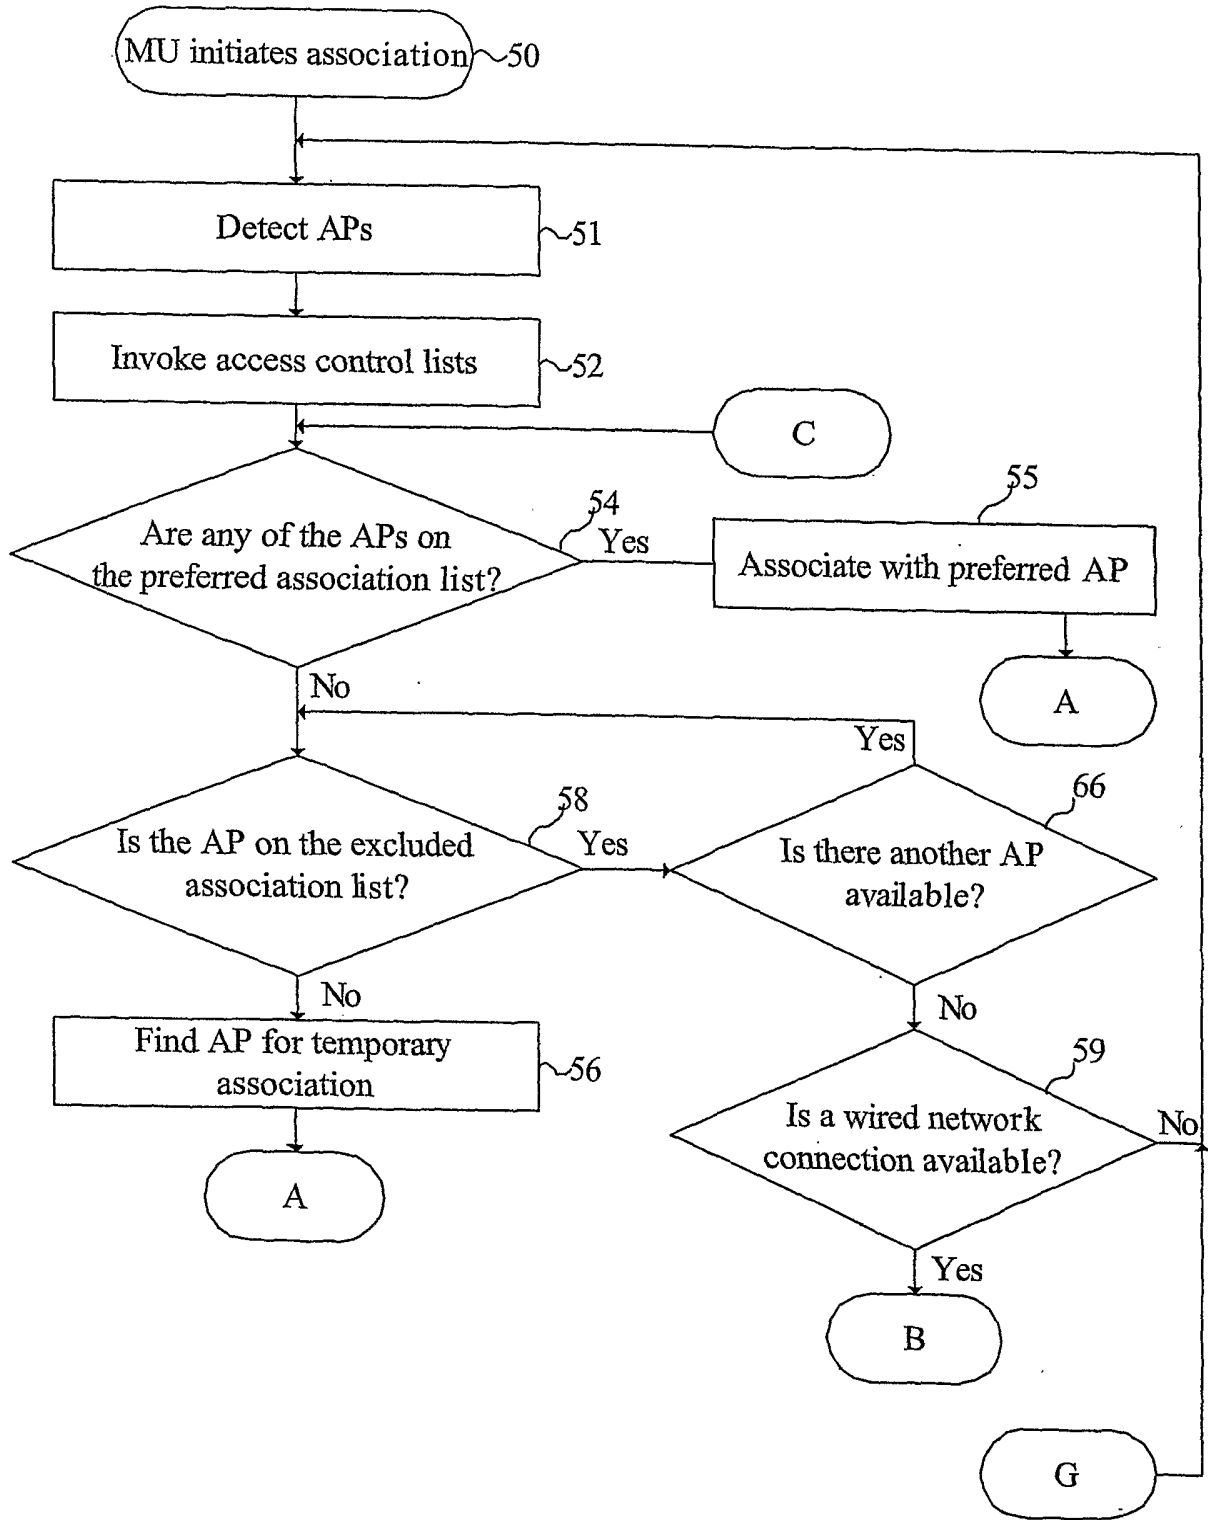 MU initiates association
50
Detect APs
51
Invoke access control lists
52
C
54
55
Are any of the APs on
the preferred association list?
Yes
Associate with preferred AP
No
A
Yes
58
66
Is the AP on the excluded
association list?
Yes
Is there another AP
available?
No
No
Find AP for temporary
association
56
59
Is a wired network
connection available?
No
A
Yes
B
G